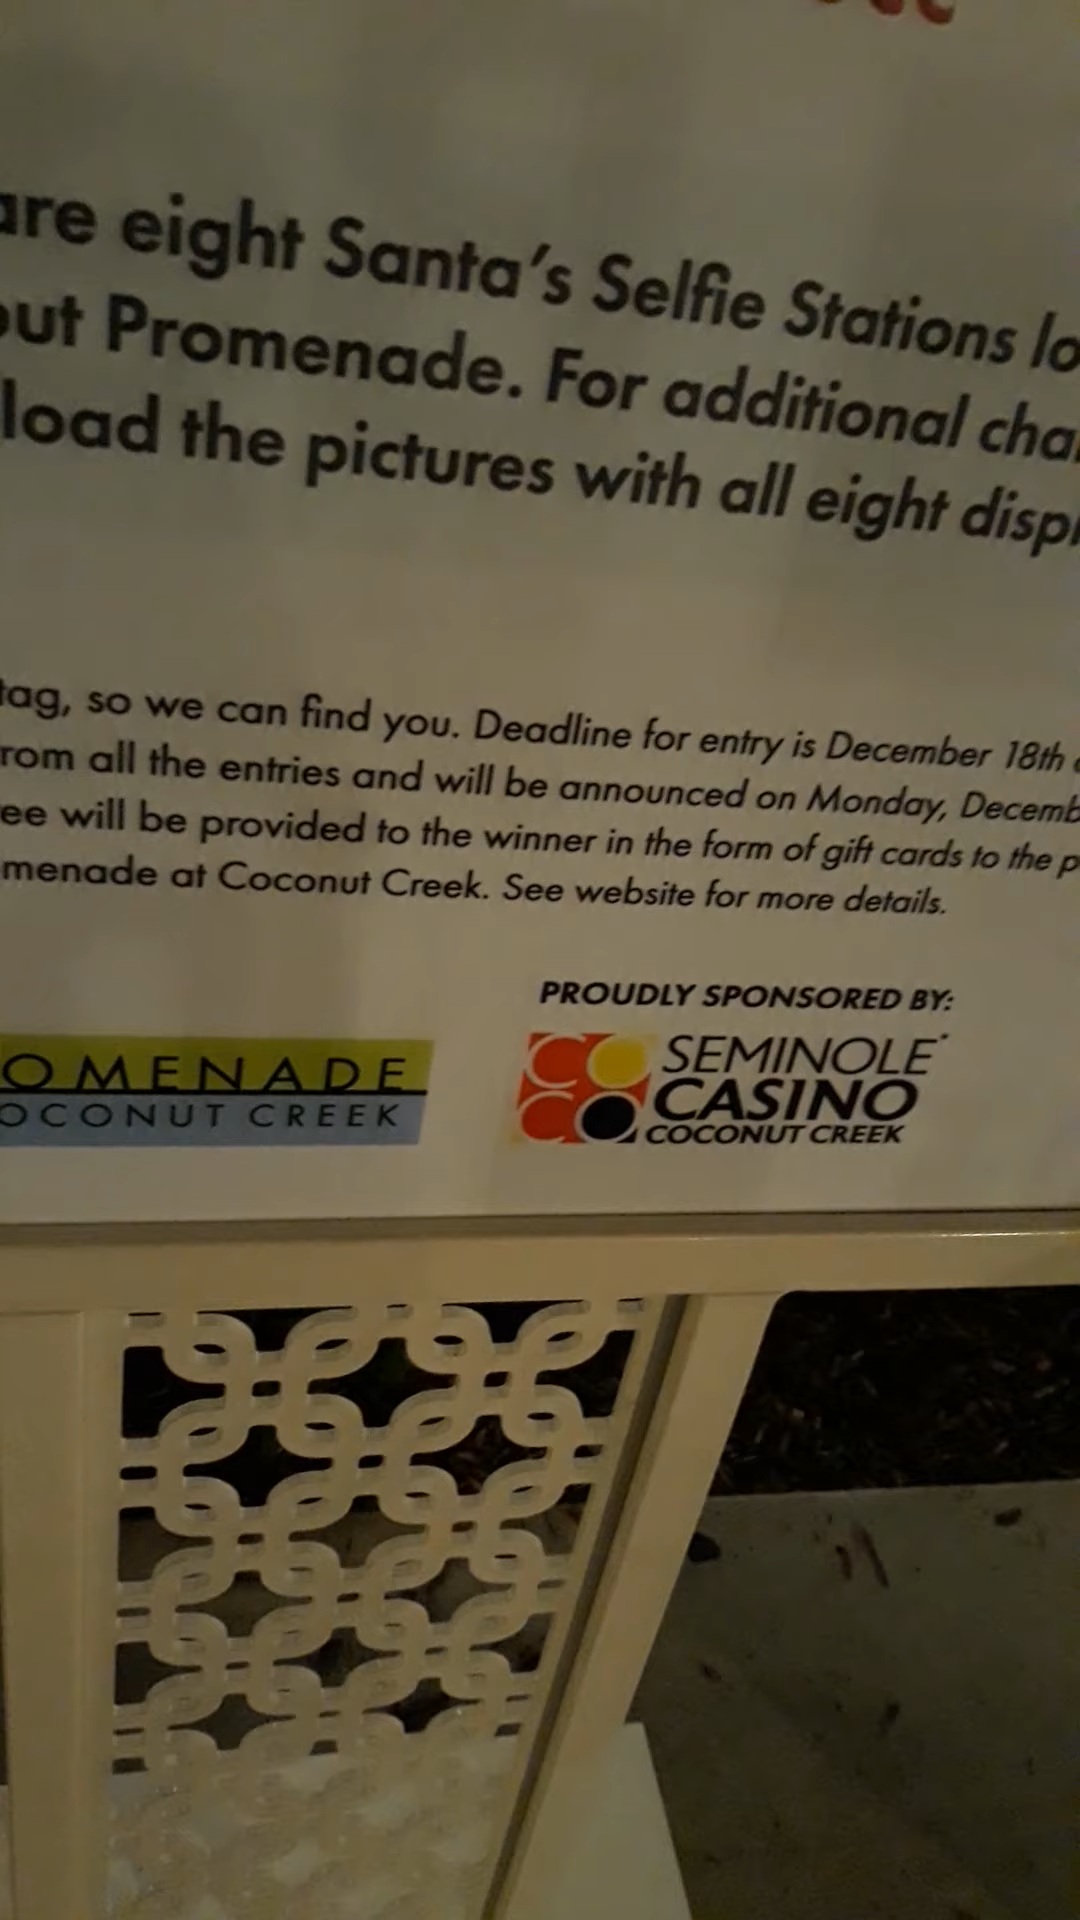 are eight Santa's Selfie Stations lo
out Promenade. For additional cha
load the pictures with all eight disp
tag, so we can find you. Deadline for entry is December 18th
rom all the entries and will be announced on Monday, Decemb
ee will be provided to the winner in the form of gift cards to the p
menade at Coconut Creek. See website for more details.
PROUDLY SPONSORED BY:
OMENADE
OCONUT CREEK
SEMINOLE
CASINO
COCONUT CREEK